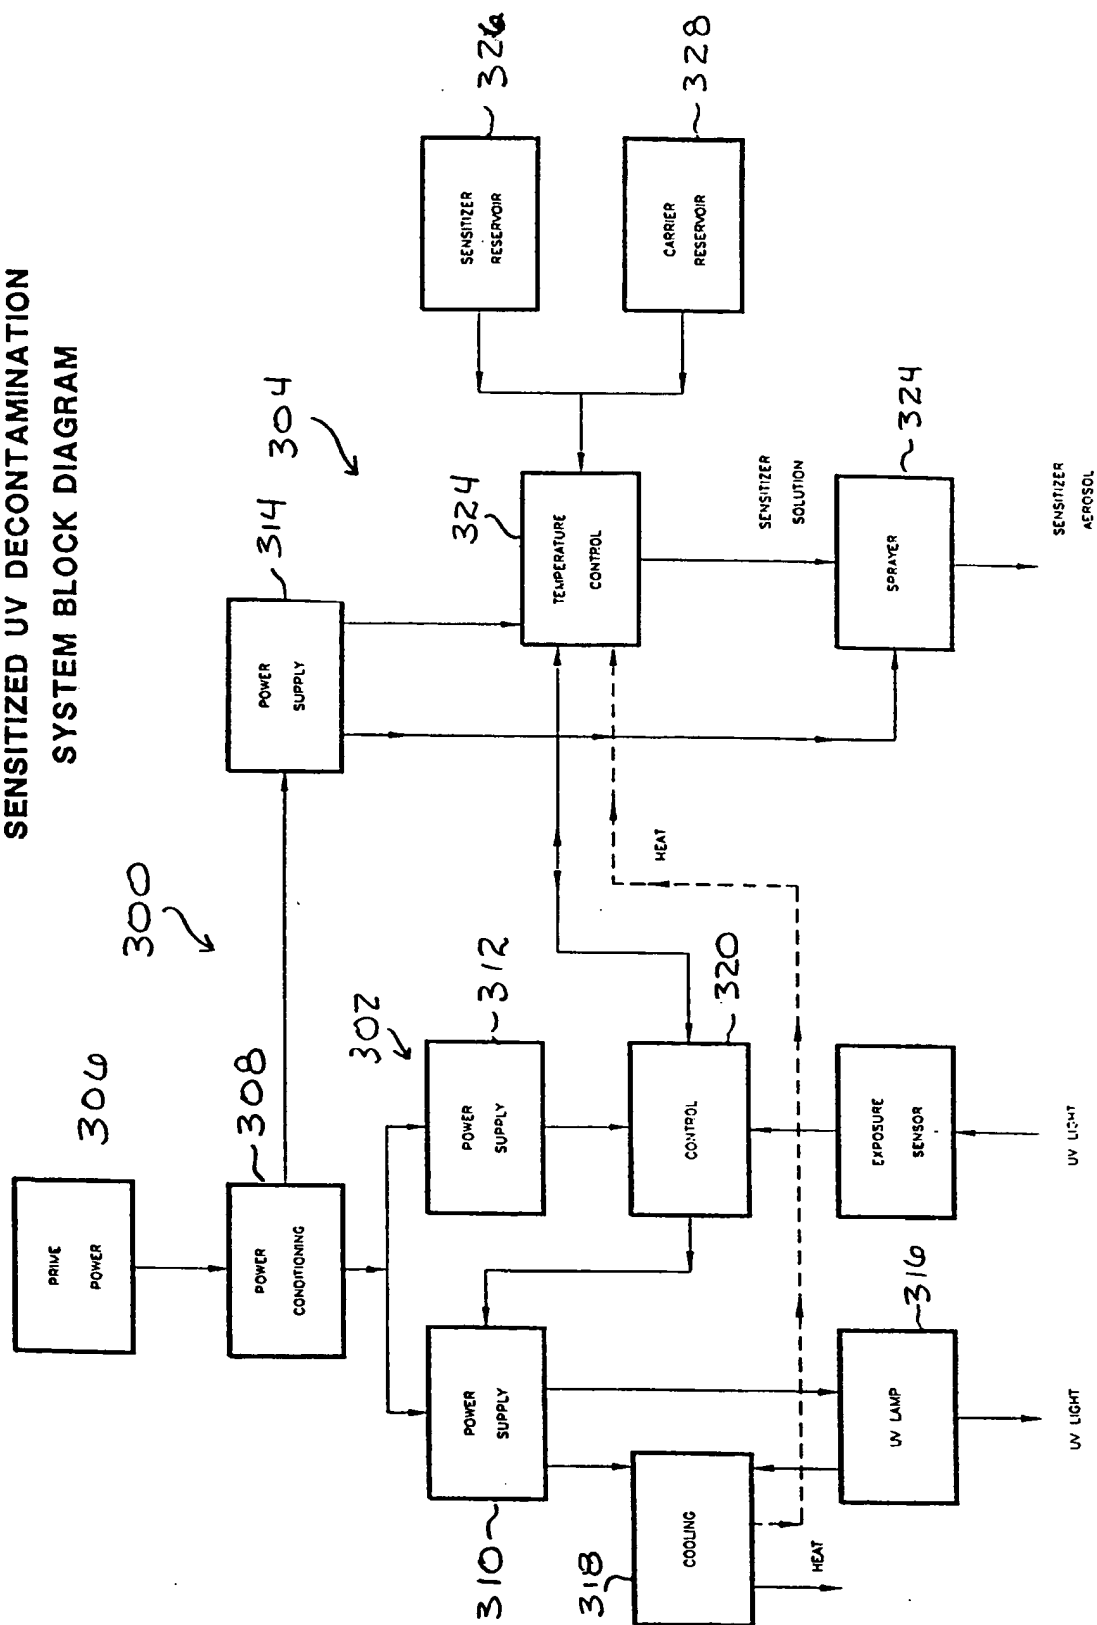 SENSITIZED UV DECONTAMINATION
SYSTEM BLOCK DIAGRAM
300
304
306
PRIME
POWER
308
POWER
CONDITIONING
314
POWER
SUPPLY
302
310
POWER
SUPPLY
312
POWER
SUPPLY
326
SENSITIZER
RESERVOIR
328
CARRIER
RESERVOIR
324
TEMPERATURE
CONTROL
318
COOLING
HEAT
320
CONTROL
HEAT
316
UV LAMP
UV LIGHT
EXPOSURE
SENSOR
UV LIGHT
SENSITIZER
SOLUTION
324
SPRAYER
SENSITIZER
AEROSOL